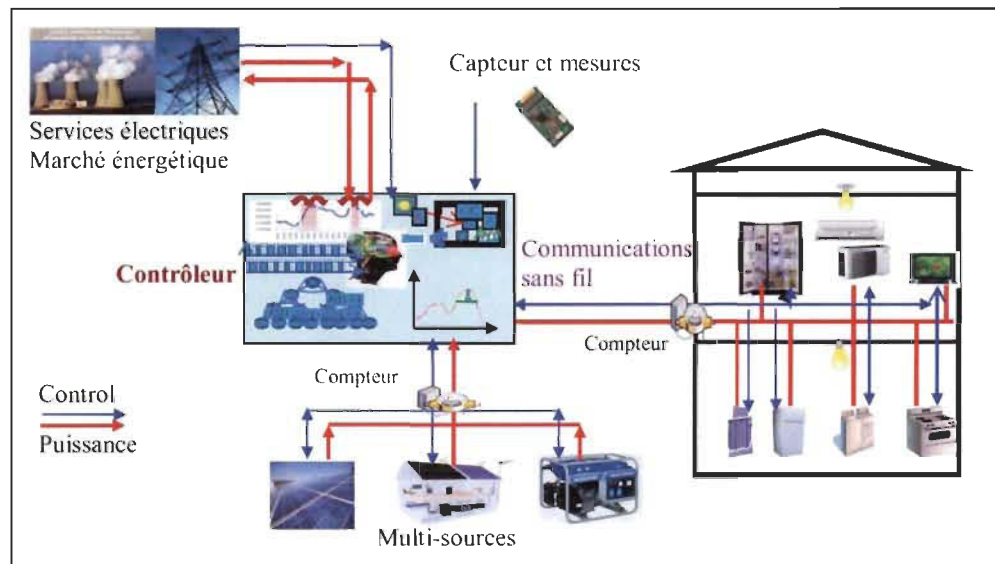 Services électriques
Marché énergétique
Capteur et mesures
Contrôleur
Communications
sans fil
Compteur
Compteur
Control
Puissance
Multi-sources